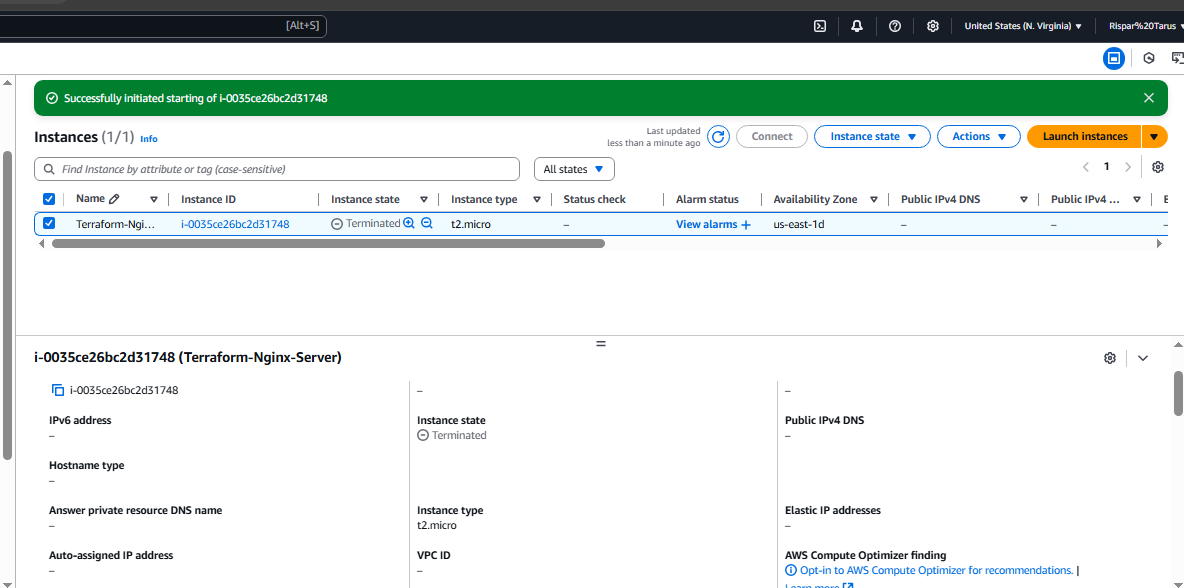 [Alt+S]
United States (N. Virginia)
Rispar%20Tarus
Successfully initiated starting of i-0035ce26bc2d31748
Instances (1/1) Info
Last updated
less than a minute ago
Connect
Instance state
Actions
Launch instances
Find Instance by attribute or tag (case-sensitive)
All states
1
Name
Instance ID
Instance state
Instance type
Status check
Alarm status
Availability Zone
Public IPv4 DNS
Public IPv4 ...
E
Terraform-Ngi...
i-0035ce26bc2d31748
Terminated
t2.micro
–
View alarms +
us-east-1d
–
–
–
i-0035ce26bc2d31748 (Terraform-Nginx-Server)
i-0035ce26bc2d31748
–
–
IPv6 address
–
Instance state
Terminated
Public IPv4 DNS
–
Hostname type
–
Answer private resource DNS name
–
Instance type
t2.micro
Elastic IP addresses
–
Auto-assigned IP address
–
VPC ID
–
AWS Compute Optimizer finding
Opt-in to AWS Compute Optimizer for recommendations. |
Learn more